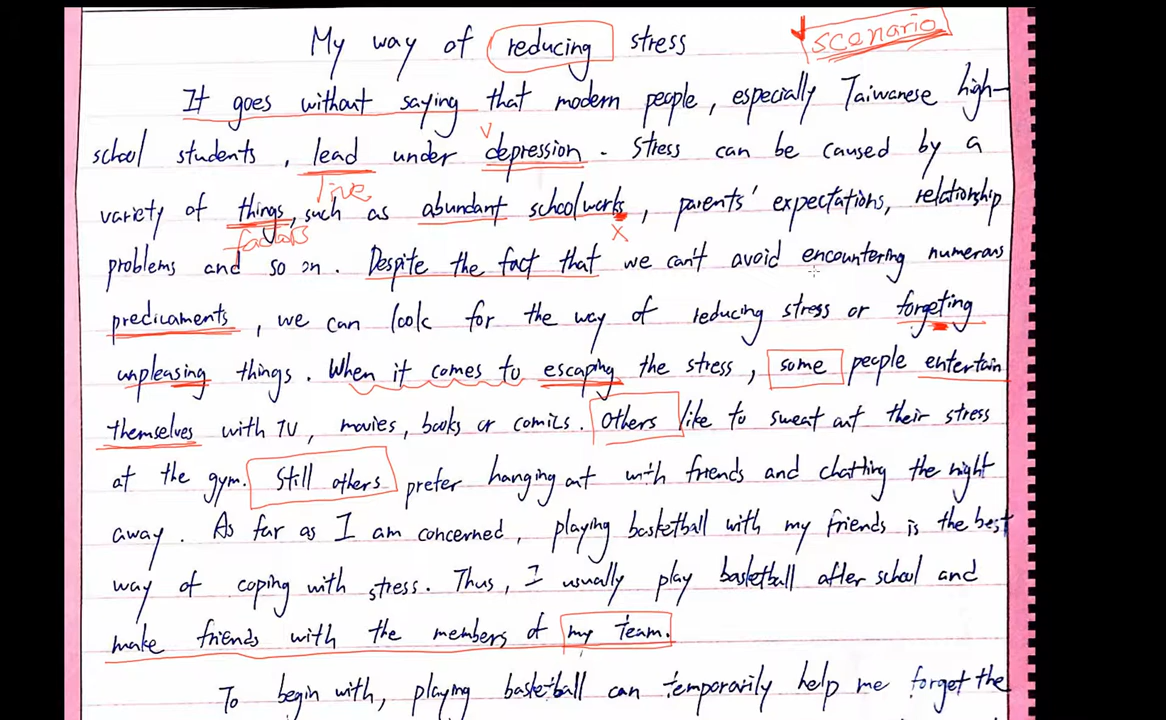 My way of reducing stress
scenario
It goes without saying that modern people, especially Taiwanese high-
school students, lead under depression. Stress can be caused by a
live
variety of things, such as abundant schoolworks, parents' expectations, relationship
factors
problems and so on. Despite the fact that we can't avoid encountering numerous
predicaments, we can look for the way of reducing stress or forgeting
unpleasing things. When it comes to escaping the stress, some people entertain
themselves with TV, movies, books or comics. Others like to sweat out their stress
at the gym. Still others prefer hanging out with friends and chatting the night
away. As far as I am concerned, playing basketball with my friends is the best
way of coping with stress. Thus, I usually play basketball after school and
make friends with the members of my team.
To begin with, playing basketball can temporarily help me forget the